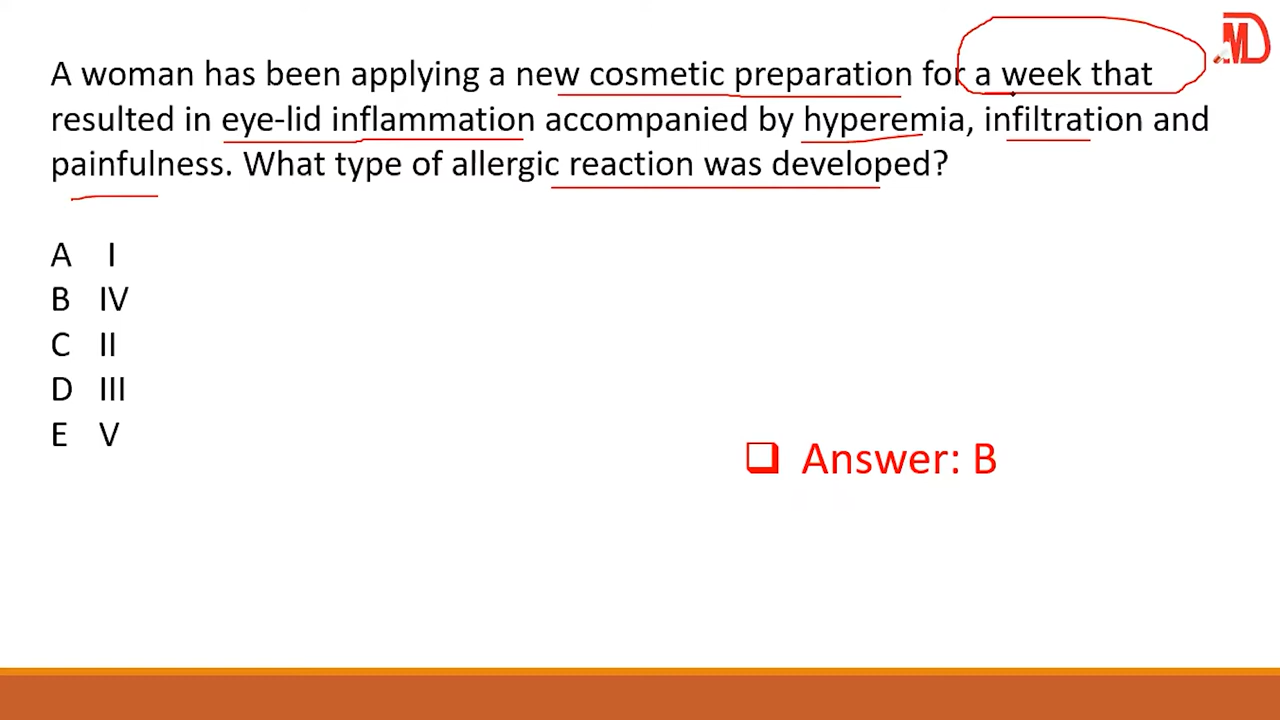 A woman has been applying a new cosmetic preparation for a week that
resulted in eye-lid inflammation accompanied by hyperemia, infiltration and
painfulness. What type of allergic reaction was developed?
A I
B IV
C II
D III
E V
Answer: B
MD